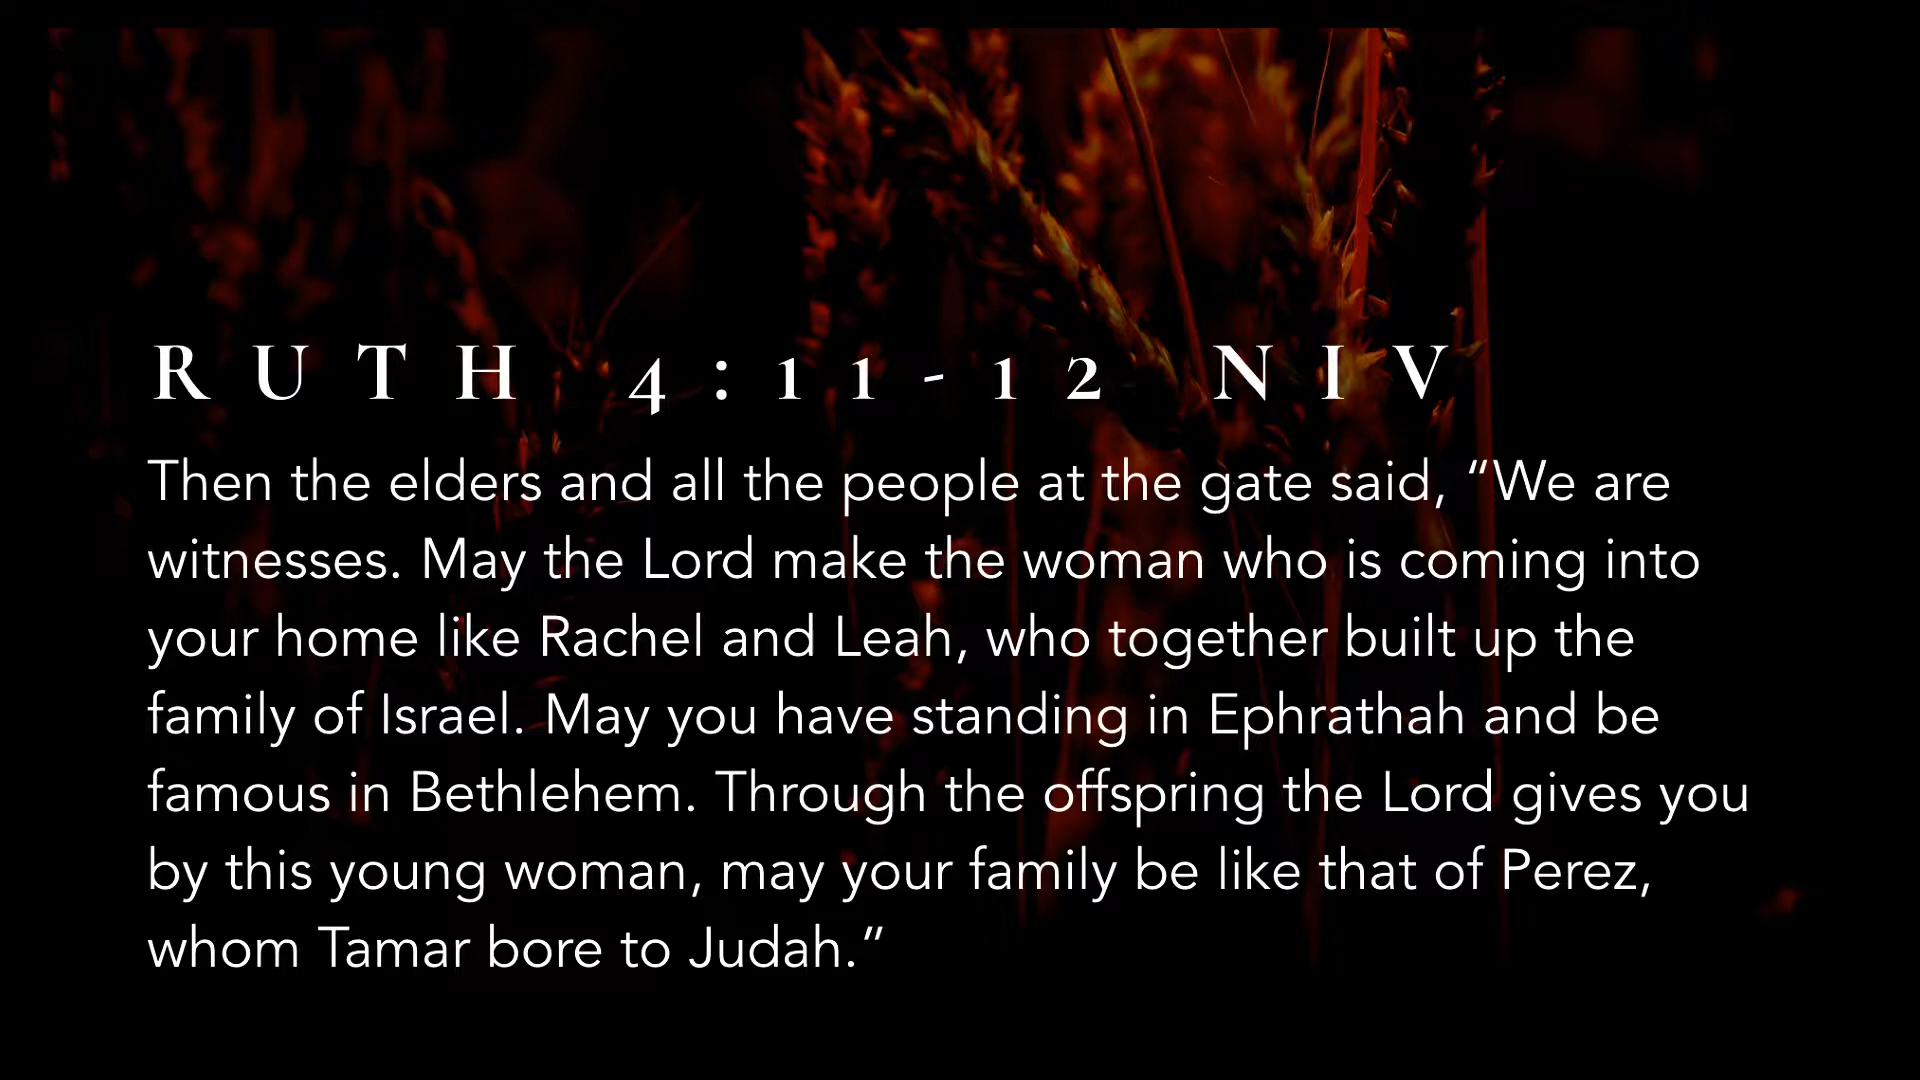 RUTH 4:11-12 NIV
Then the elders and all the people at the gate said, “We are
witnesses. May the Lord make the woman who is coming into
your home like Rachel and Leah, who together built up the
family of Israel. May you have standing in Ephrathah and be
famous in Bethlehem. Through the offspring the Lord gives you
by this young woman, may your family be like that of Perez,
whom Tamar bore to Judah.”